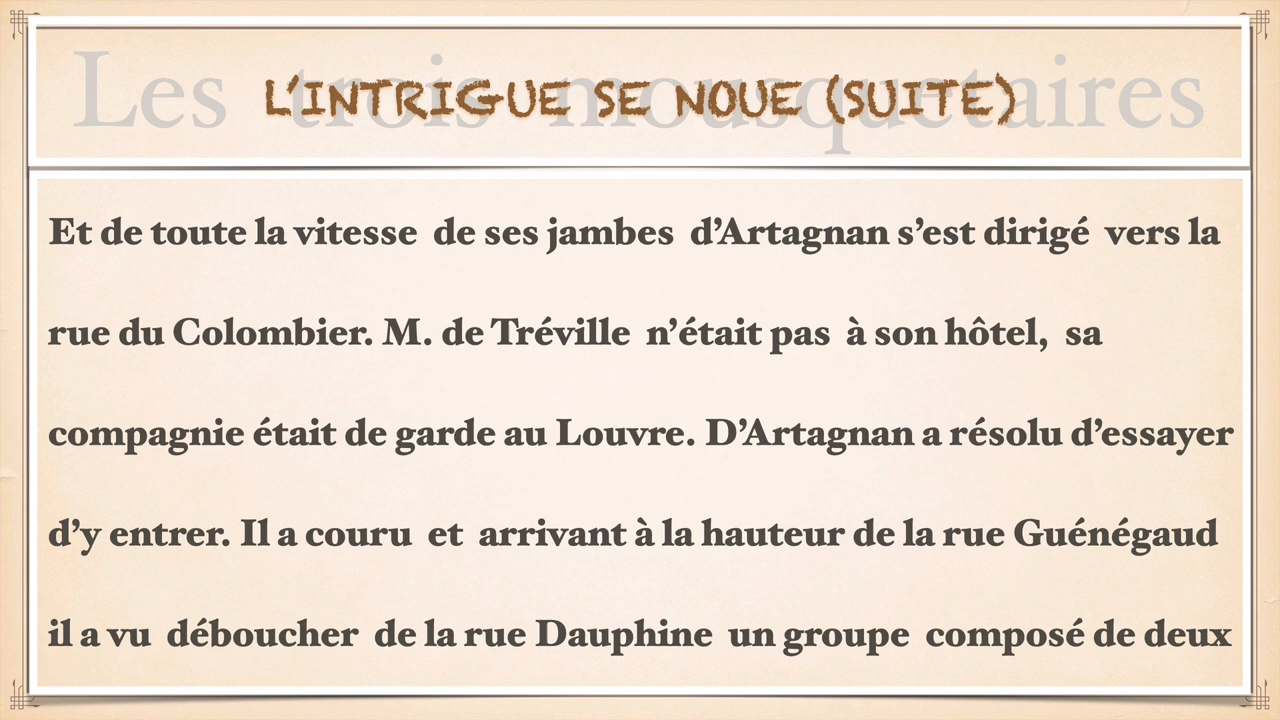 Les trois mousquetaires
L'INTRIGUE SE NOUE (SUITE)
Et de toute la vitesse de ses jambes d’Artagnan s’est dirigé vers la
rue du Colombier. M. de Tréville n’était pas à son hôtel, sa
compagnie était de garde au Louvre. D’Artagnan a résolu d’essayer
d’y entrer. Il a couru et arrivant à la hauteur de la rue Guénégaud
il a vu déboucher de la rue Dauphine un groupe composé de deux